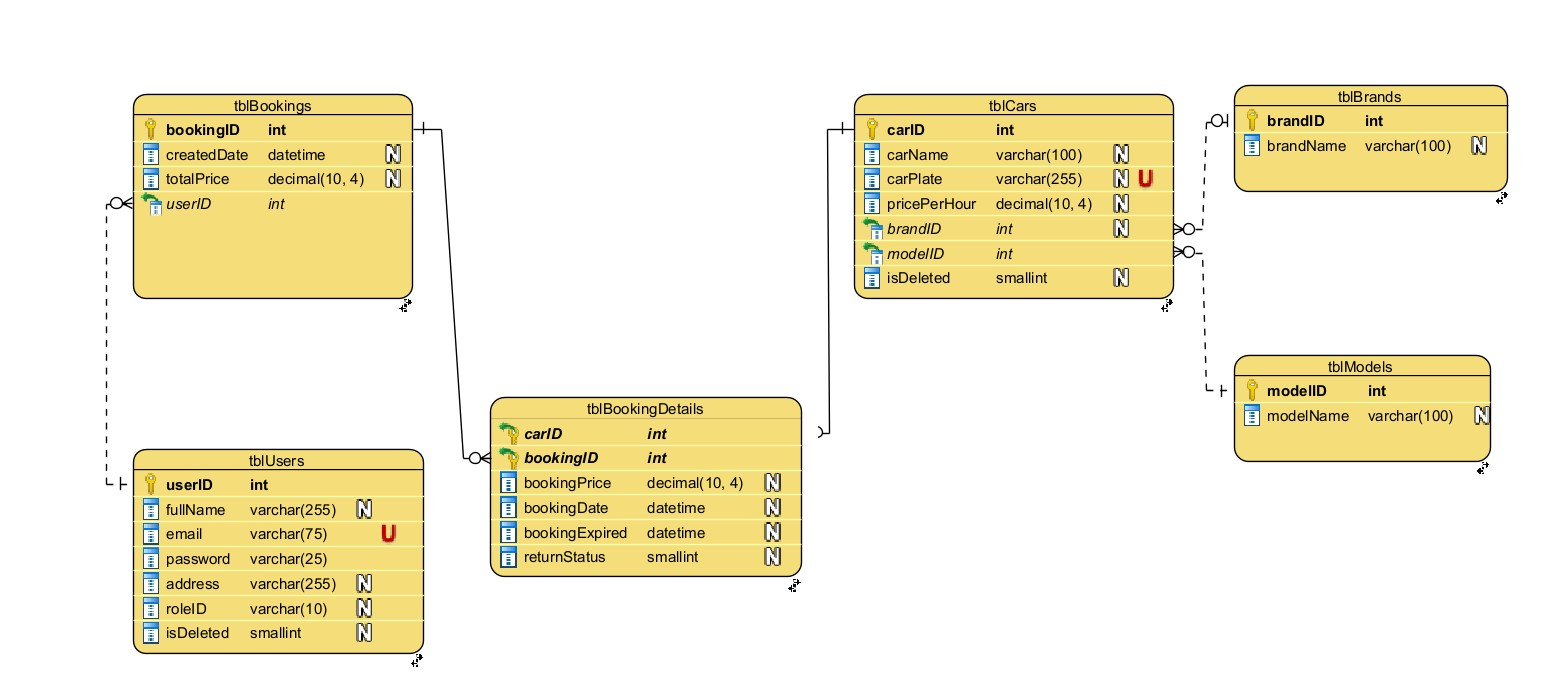 tblBookings
bookingID int
createdDate datetime N
totalPrice decimal(10, 4) N
userID int
tblUsers
userID int
fullName varchar(255) N
email varchar(75) U
password varchar(25)
address varchar(255) N
roleID varchar(10) N
isDeleted smallint N
tblBookingDetails
carID int
bookingID int
bookingPrice decimal(10, 4) N
bookingDate datetime N
bookingExpired datetime N
returnStatus smallint N
tblCars
carID int
carName varchar(100) N
carPlate varchar(255) N U
pricePerHour decimal(10, 4) N
brandID int N
modelID int
isDeleted smallint N
tblBrands
brandID int
brandName varchar(100) N
tblModels
modelID int
modelName varchar(100) N